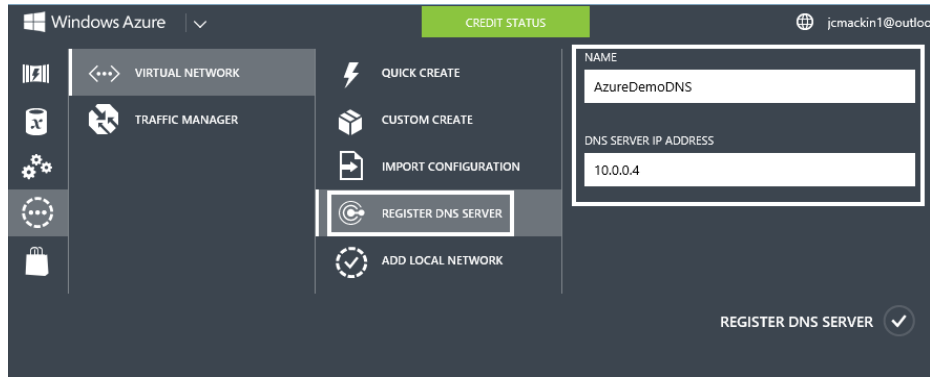 Windows Azure
CREDIT STATUS
jcmackin1@outloo
VIRTUAL NETWORK
TRAFFIC MANAGER
QUICK CREATE
CUSTOM CREATE
IMPORT CONFIGURATION
REGISTER DNS SERVER
ADD LOCAL NETWORK
NAME
AzureDemoDNS
DNS SERVER IP ADDRESS
10.0.0.4
REGISTER DNS SERVER